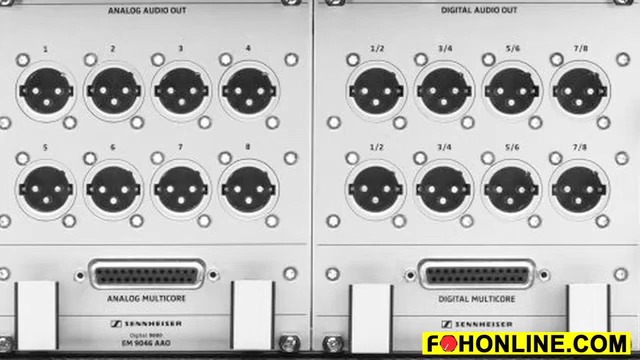 ANALOG AUDIO OUT
1 2 3 4
5 6 7 8
ANALOG MULTICORE
SENNHEISER
Digital 9000
EM 9046 AAO
DIGITAL AUDIO OUT
1/2 3/4 5/6 7/8
1/2 3/4 5/6 7/8
DIGITAL MULTICORE
SENNHEISER
FOHONLINE.COM